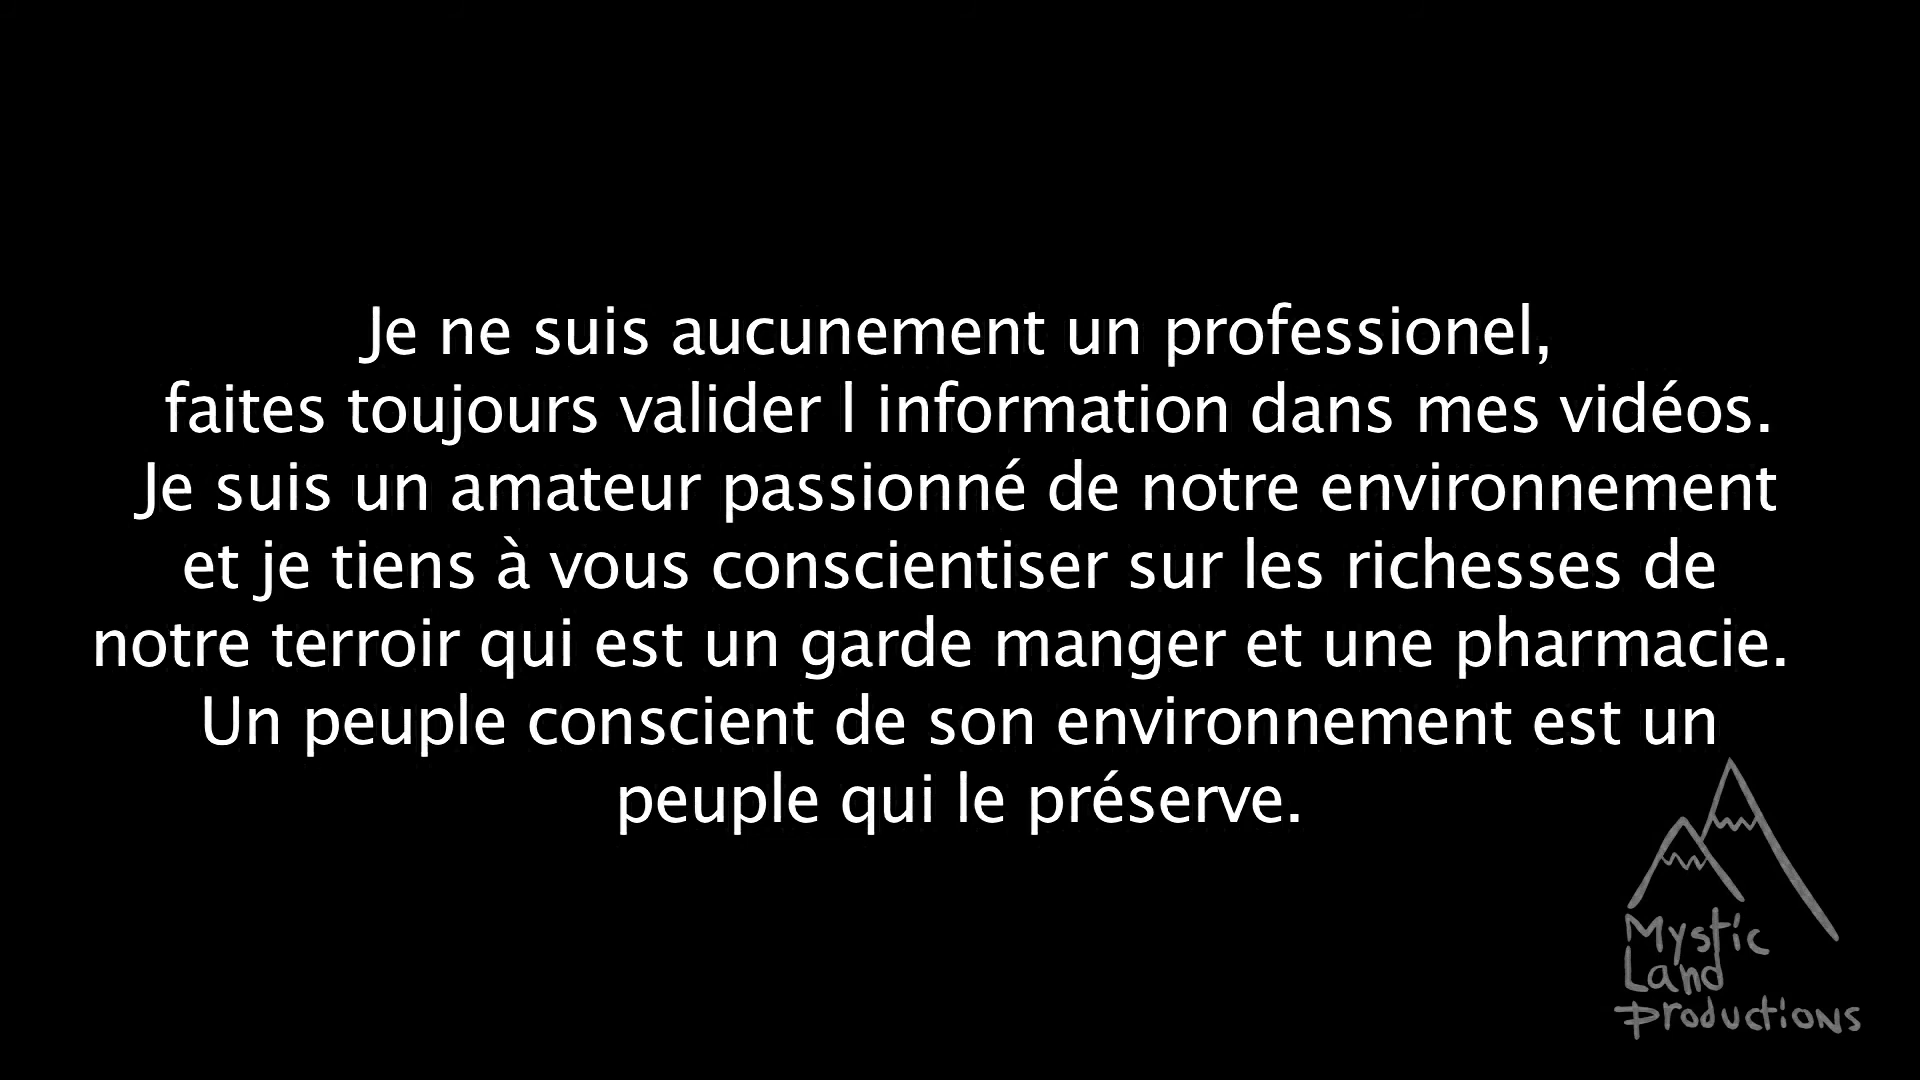 Je ne suis aucunement un professionel,
faites toujours valider l information dans mes vidéos.
Je suis un amateur passionné de notre environnement
et je tiens à vous conscientiser sur les richesses de
notre terroir qui est un garde manger et une pharmacie.
Un peuple conscient de son environnement est un
peuple qui le préserve.
Mystic
Land
Productions